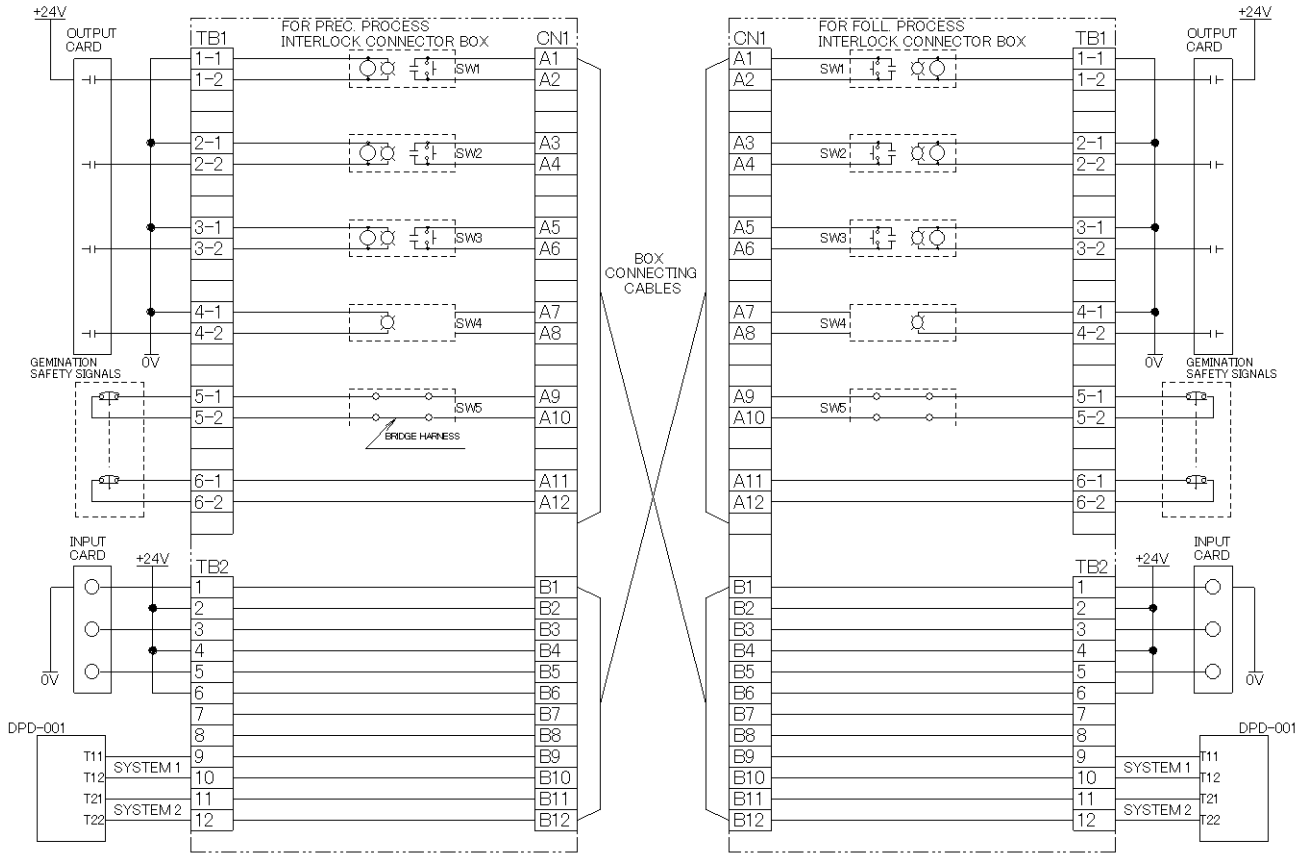 +24V
OUTPUT
CARD
TB1
FOR PREC. PROCESS
INTERLOCK CONNECTOR BOX
CN1
1-1
1-2
SW1
A1
A2
2-1
2-2
SW2
A3
A4
3-1
3-2
SW3
A5
A6
4-1
4-2
SW4
A7
A8
0V
GEMINATION
SAFETY SIGNALS
5-1
5-2
SW5
BRIDGE HARNESS
A9
A10
6-1
6-2
A11
A12
INPUT
CARD
+24V
0V
TB2
1
2
3
4
5
6
7
8
9
10
11
12
B1
B2
B3
B4
B5
B6
B7
B8
B9
B10
B11
B12
DPD-001
T11
T12
T21
T22
SYSTEM 1
SYSTEM 2
BOX
CONNECTING
CABLES
CN1
FOR FOLL. PROCESS
INTERLOCK CONNECTOR BOX
TB1
+24V
OUTPUT
CARD
A1
A2
SW1
1-1
1-2
A3
A4
SW2
2-1
2-2
A5
A6
SW3
3-1
3-2
A7
A8
SW4
4-1
4-2
0V
GEMINATION
SAFETY SIGNALS
A9
A10
SW5
5-1
5-2
A11
A12
6-1
6-2
B1
B2
B3
B4
B5
B6
B7
B8
B9
B10
B11
B12
TB2
1
2
3
4
5
6
7
8
9
10
11
12
+24V
INPUT
CARD
0V
DPD-001
SYSTEM 1
SYSTEM 2
T11
T12
T21
T22